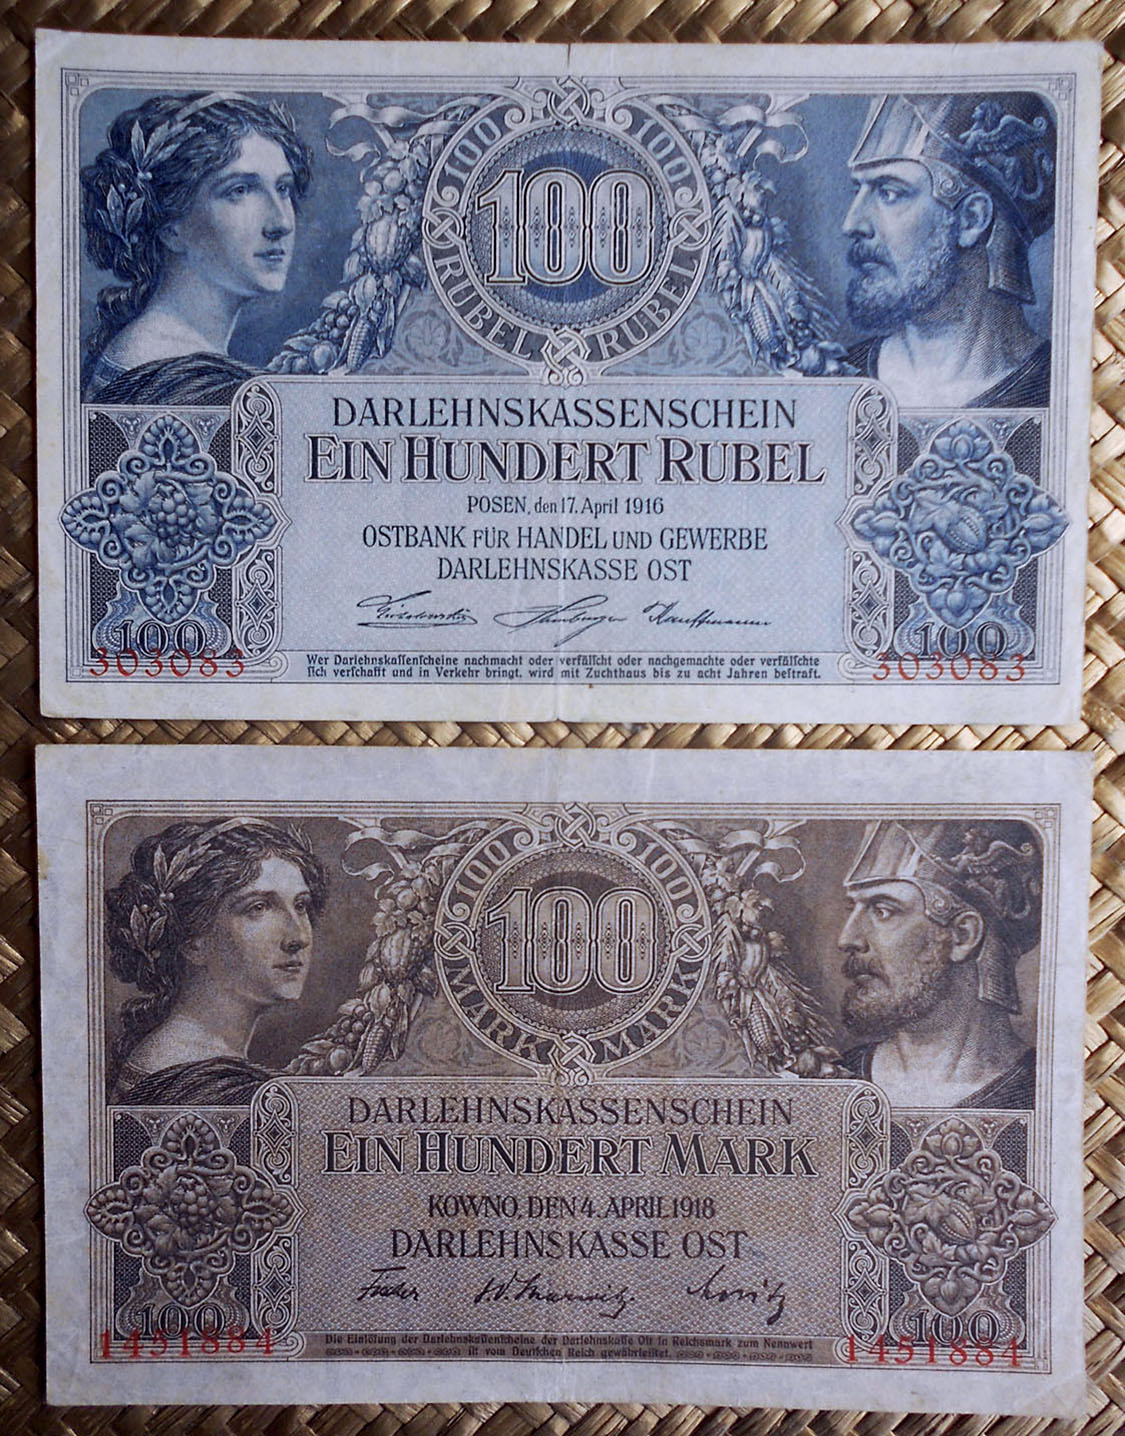 100 100
100
RUBEL RUBEL
DARLEHNSKASSENSCHEIN
EIN HUNDERT RUBEL
POSEN, den 17. April 1916
OSTBANK FÜR HANDEL UND GEWERBE
DARLEHNSKASSE OST
Hamburger Kauffmann
100 100
303083 303083
Wer Darlehnskaſſenſcheine nachmacht oder verfälſcht oder nachgemachte oder verfälſchte
ſich verſchafft und in Verkehr bringt, wird mit Zuchthaus bis zu acht Jahren beſtraft.
100 100
100
MARK MARK
DARLEHNSKASSENSCHEIN
EIN HUNDERT MARK
KOWNO, DEN 4. APRIL 1918
DARLEHNSKASSE OST
100 100
1451884 1451884
Die Einlöſung der Darlehnskaſſenſcheine der Darlehnskaſſe Oſt in Reichsmark zum Nennwert
iſt vom Deutſchen Reich gewährleiſtet.